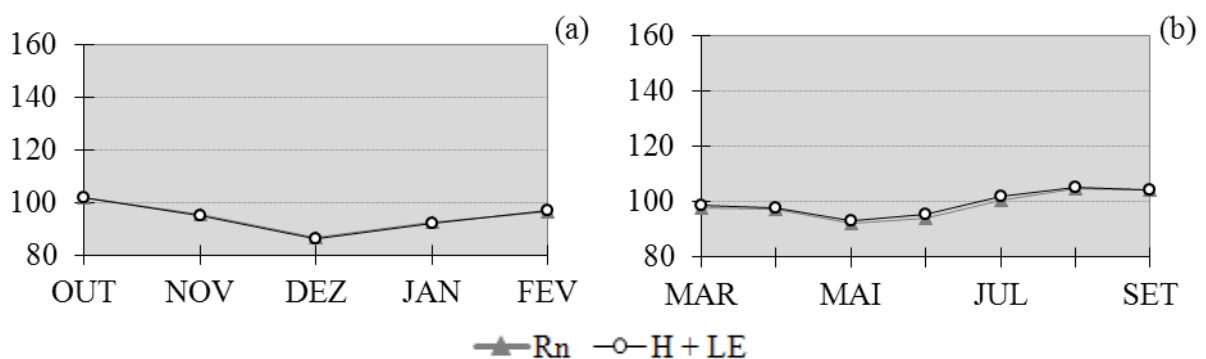 (a)
160
140
120
100
80
OUT NOV DEZ JAN FEV
(b)
160
140
120
100
80
MAR MAI JUL SET
Rn H + LE